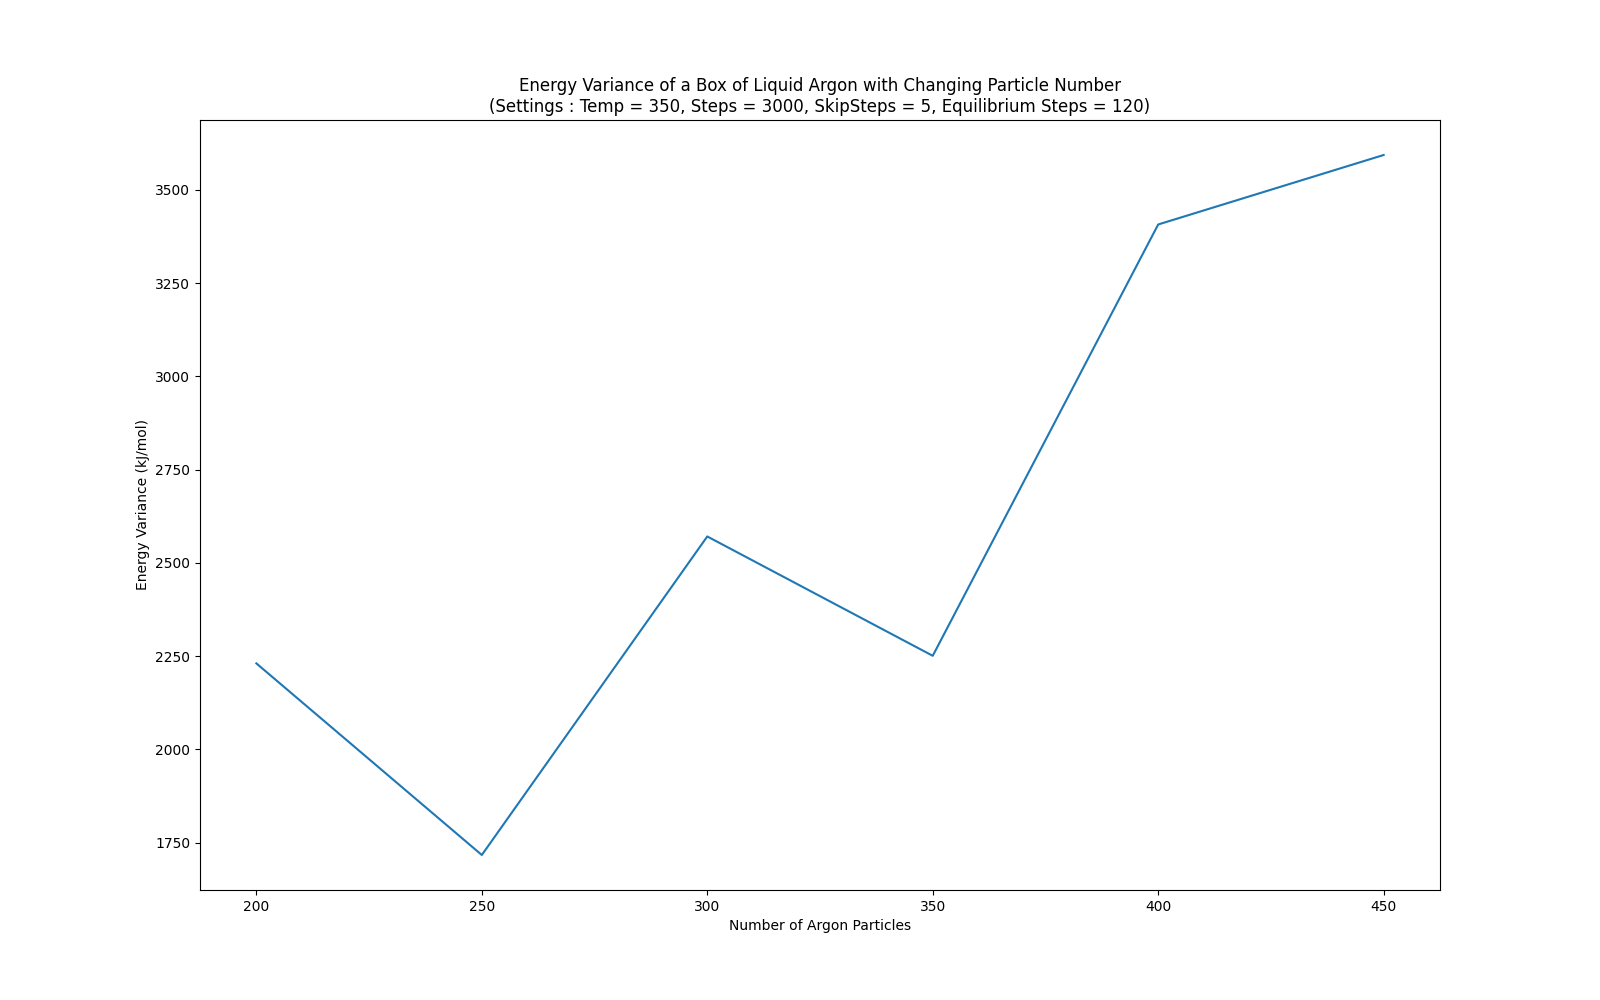 Energy Variance of a Box of Liquid Argon with Changing Particle Number
(Settings : Temp = 350, Steps = 3000, SkipSteps = 5, Equilibrium Steps = 120)
Energy Variance (kJ/mol)
3500
3250
3000
2750
2500
2250
2000
1750
200 250 300 350 400 450
Number of Argon Particles